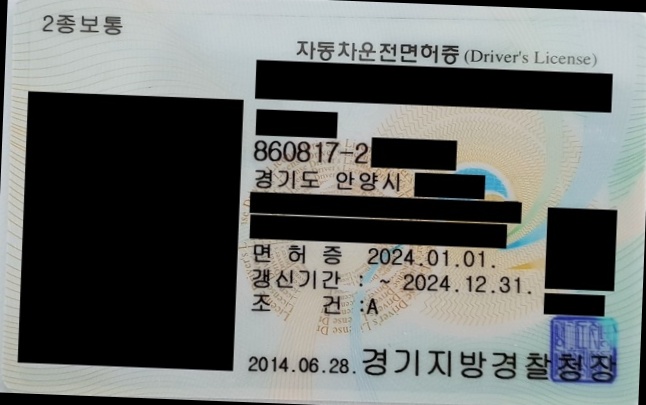 2종보통
자동차운전면허증 (Driver's License)
860817-2
경기도 안양시
면 허 증 2024.01.01.
갱신기간 : ~ 2024.12.31.
조 건 :A
2014.06.28. 경기지방경찰청장